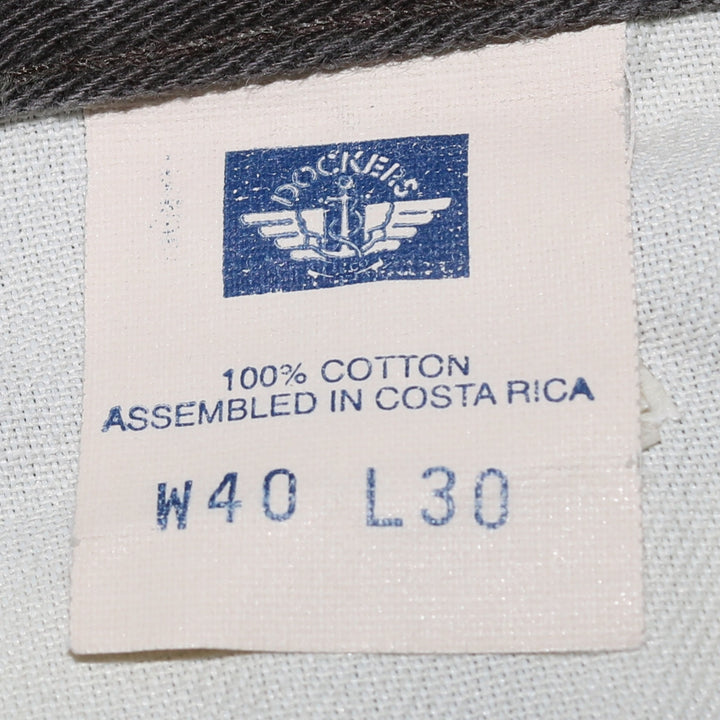 DOCKERS
100% COTTON
ASSEMBLED IN COSTA RICA
W40 L30